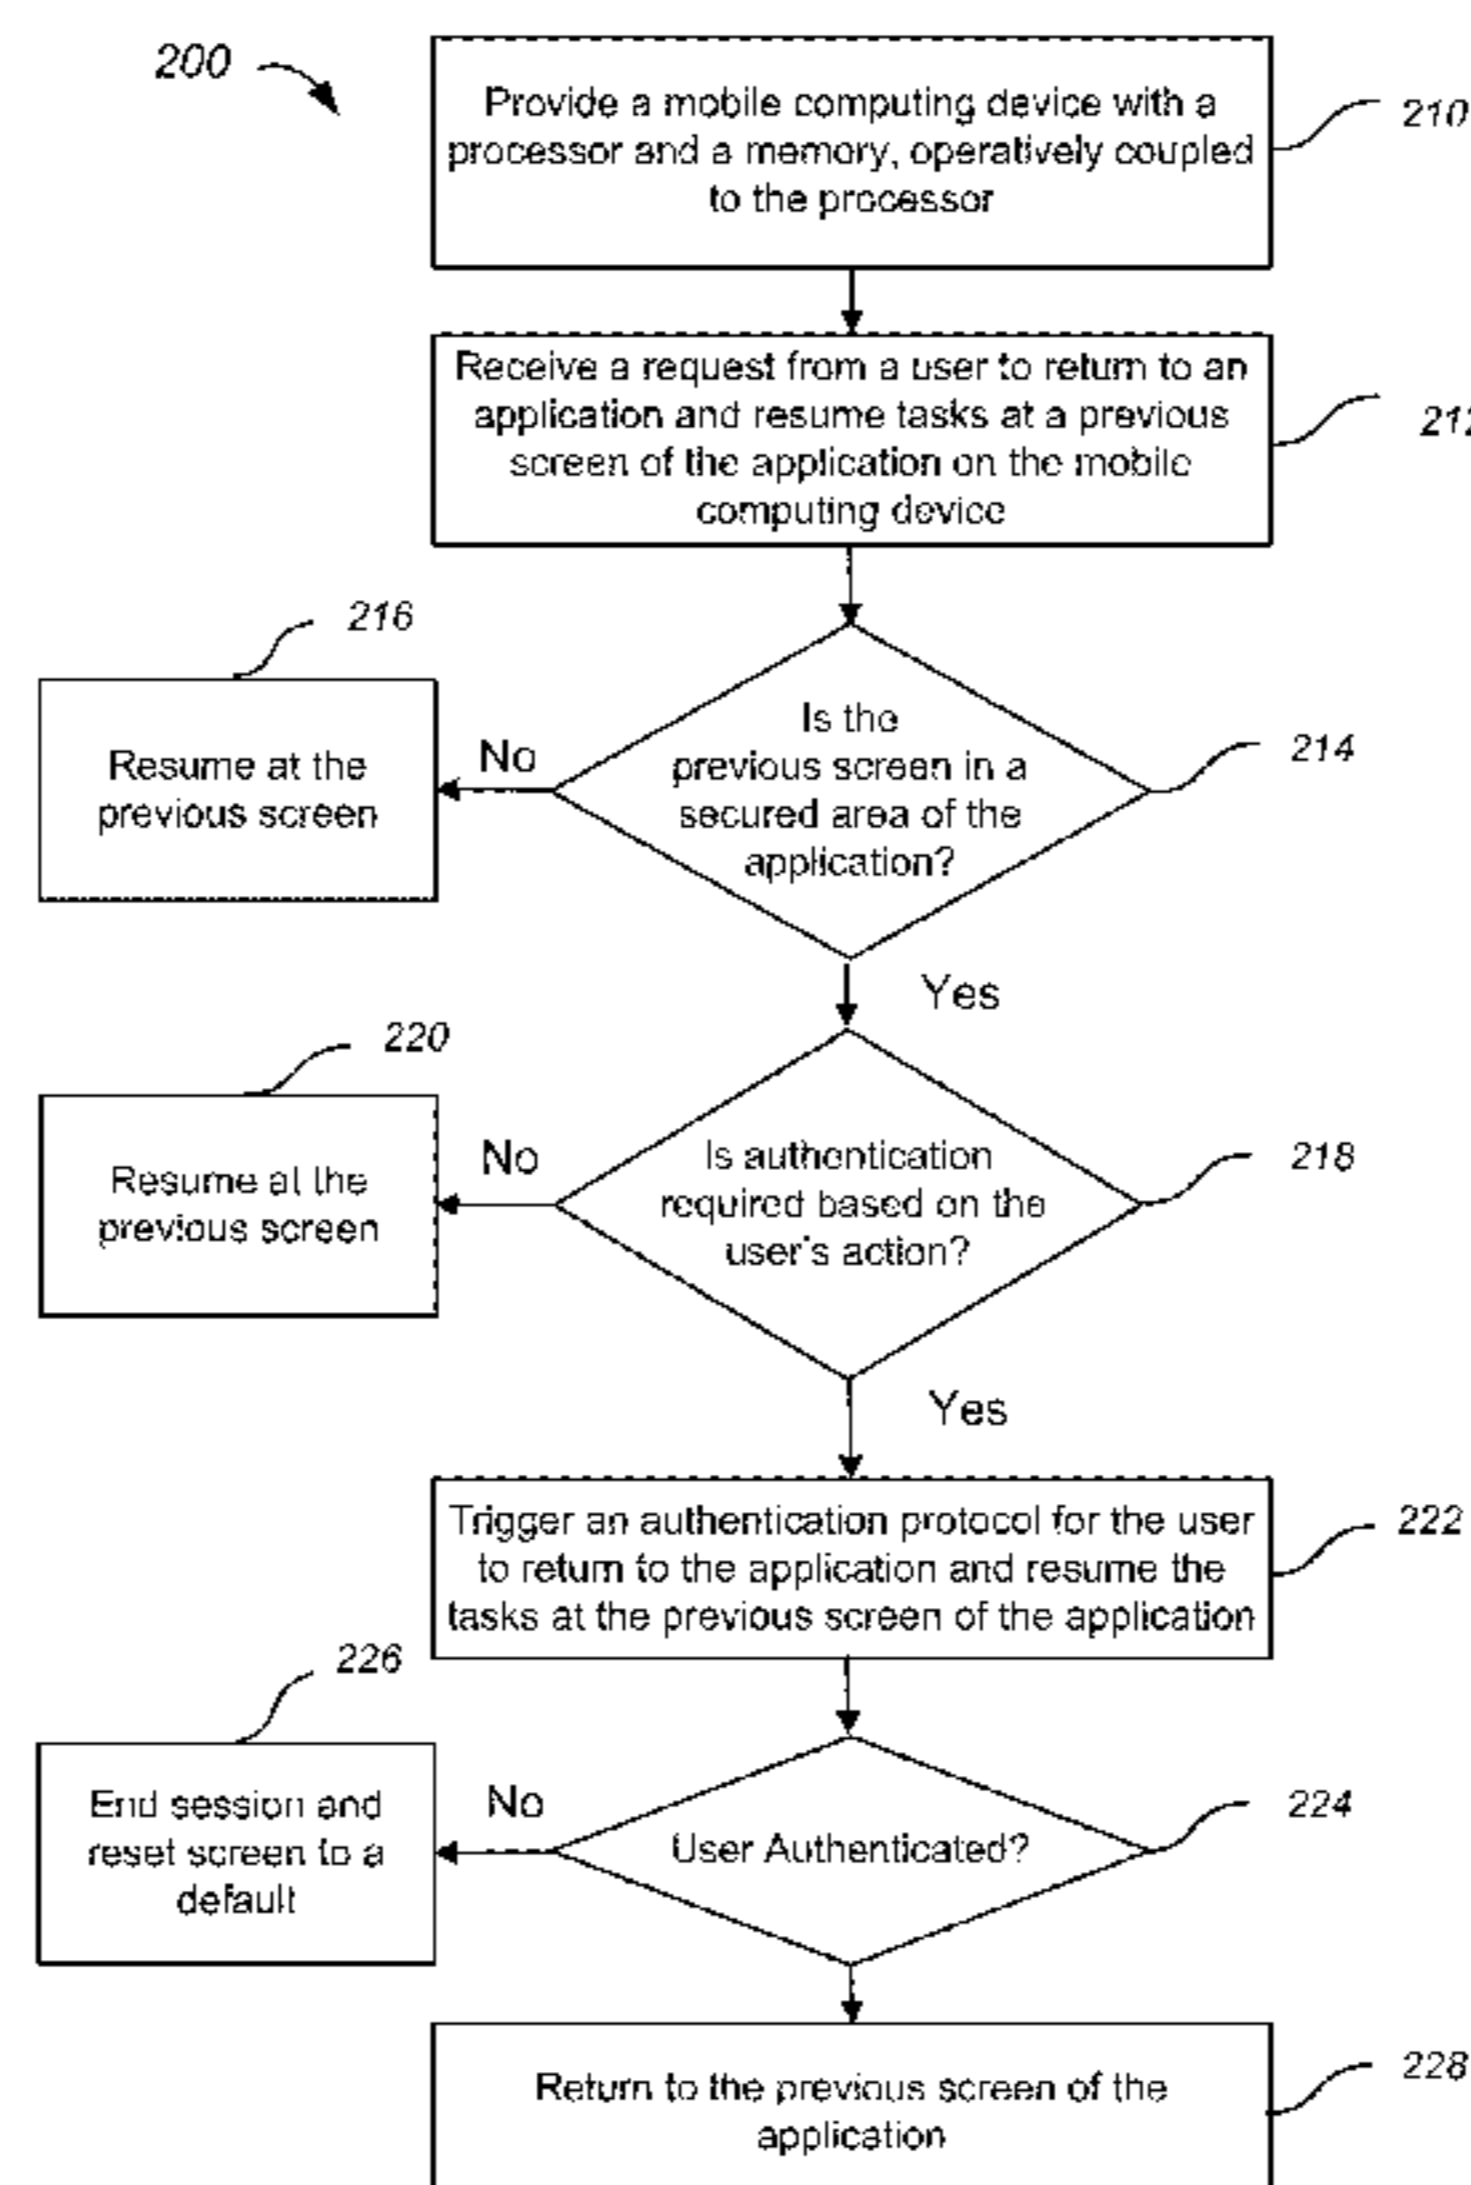 200
Provide a mobile computing device with a
processor and a memory, operatively coupled
to the processor
210
Receive a request from a user to return to an
application and resume tasks at a previous
screen of the application on the mobile
computing device
212
Is the
previous screen in a
secured area of the
application?
214
No
216
Resume at the
previous screen
Yes
Is authentication
required based on the
user's action?
218
No
220
Resume at the
previous screen
Yes
Trigger an authentication protocol for the user
to return to the application and resume the
tasks at the previous screen of the application
222
User Authenticated?
224
No
226
End session and
reset screen to a
default
Return to the previous screen of the
application
228